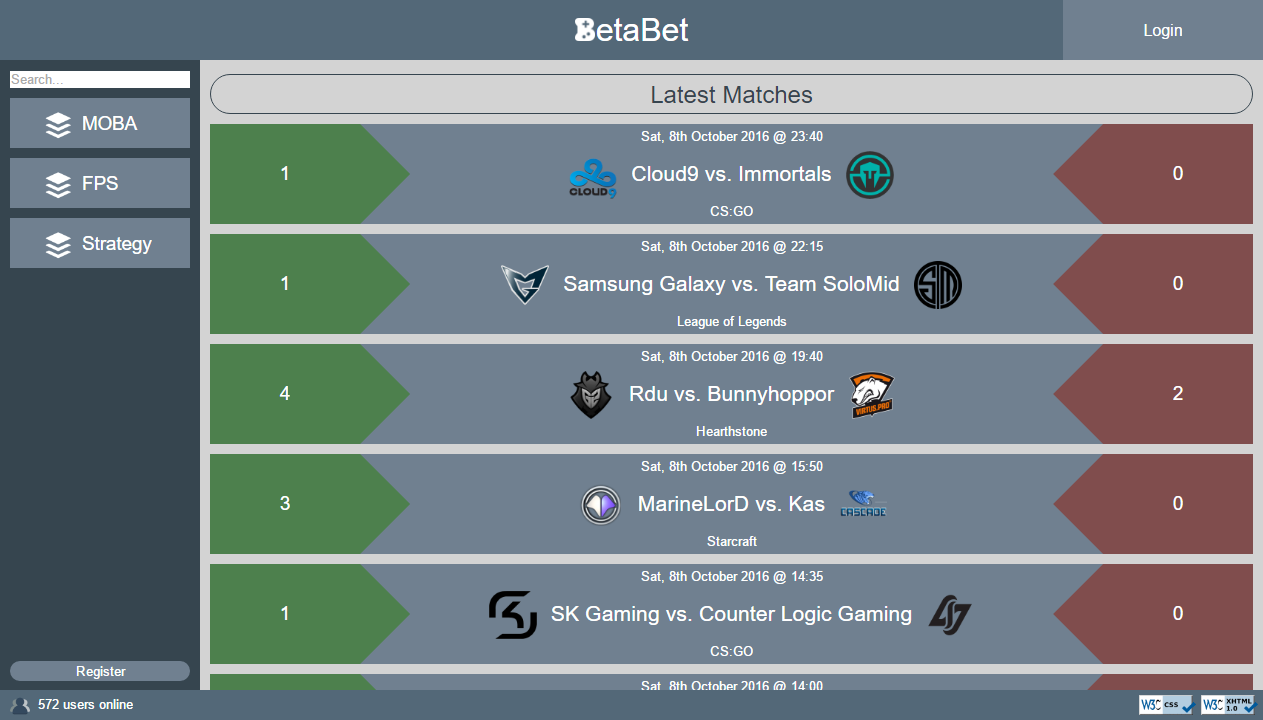 BetaBet
Login
Search...
MOBA
FPS
Strategy
Register
Latest Matches
Sat, 8th October 2016 @ 23:40
1
CLOUD9
Cloud9 vs. Immortals
0
CS:GO
Sat, 8th October 2016 @ 22:15
1
Samsung Galaxy vs. Team SoloMid
TSM
0
League of Legends
Sat, 8th October 2016 @ 19:40
4
Rdu vs. Bunnyhoppor
VIRTUS.PRO
2
Hearthstone
Sat, 8th October 2016 @ 15:50
3
MarineLorD vs. Kas
CASCADE
0
Starcraft
Sat, 8th October 2016 @ 14:35
1
SK
SK Gaming vs. Counter Logic Gaming
0
CS:GO
Sat, 8th October 2016 @ 14:00
572 users online
W3C css
W3C XHTML 1.0